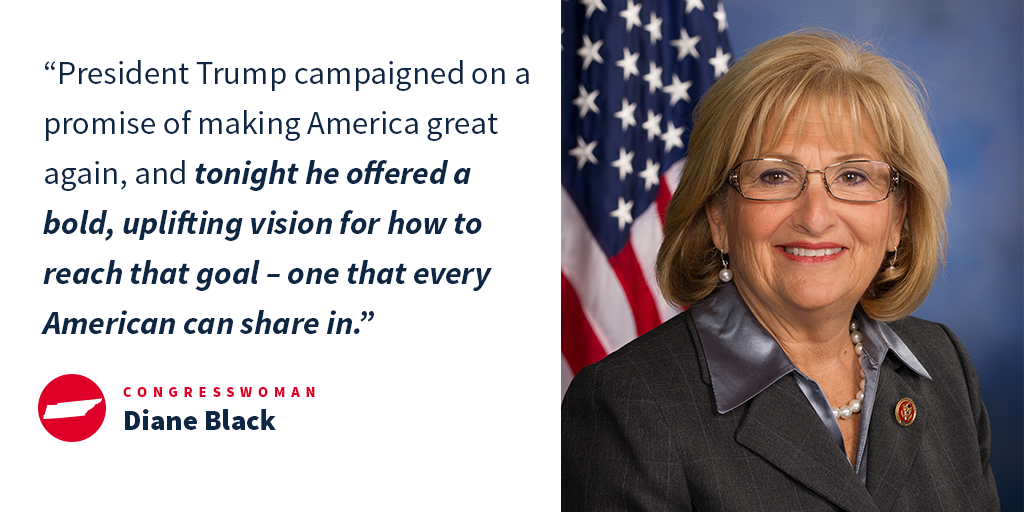 “President Trump campaigned on a
promise of making America great
again, and tonight he offered a
bold, uplifting vision for how to
reach that goal – one that every
American can share in.”
CONGRESSWOMAN
Diane Black